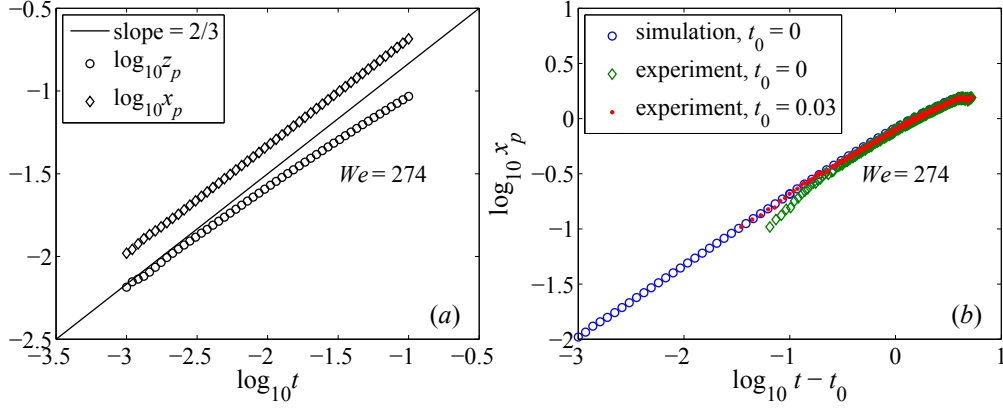 −1
slope = 2/3
log₁₀zₚ
log₁₀xₚ
−1
−1.5
−2
−2.5
We = 274
(a)
−3.5
−3
−2.5
−2
−1.5
−1
−0.5
log₁₀t
1
simulation, t₀ = 0
experiment, t₀ = 0
experiment, t₀ = 0.03
0.5
0
−0.5
−1
−1.5
−2
log₁₀ xₚ
We = 274
(b)
−3
−2
−1
0
1
log₁₀ t − t₀